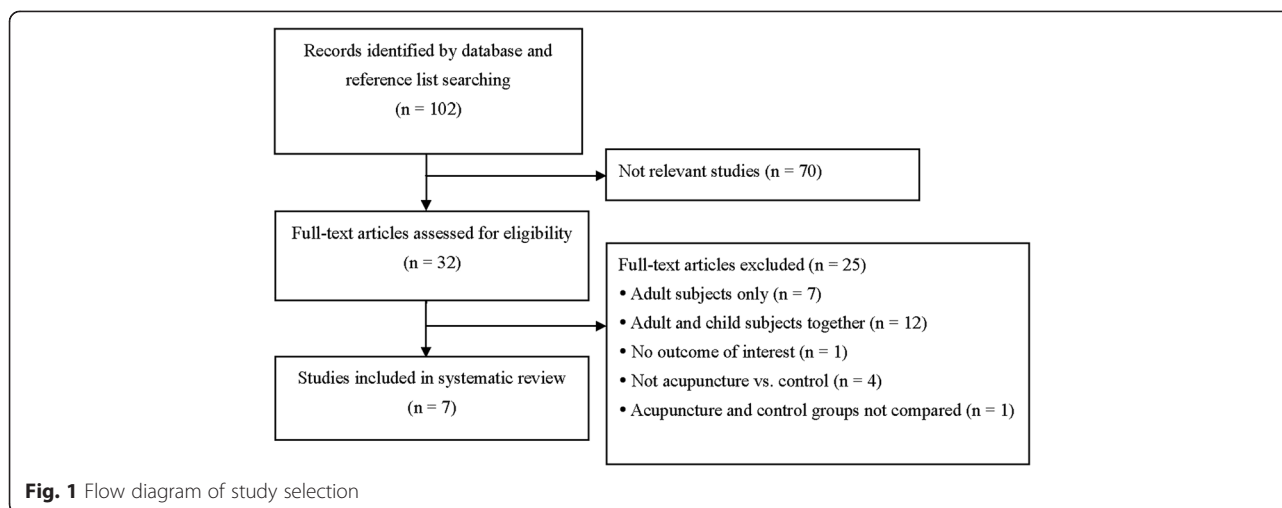 Records identified by database and
reference list searching
(n = 102)
Not relevant studies (n = 70)
Full-text articles assessed for eligibility
(n = 32)
Full-text articles excluded (n = 25)
• Adult subjects only (n = 7)
• Adult and child subjects together (n = 12)
• No outcome of interest (n = 1)
• Not acupuncture vs. control (n = 4)
• Acupuncture and control groups not compared (n = 1)
Studies included in systematic review
(n = 7)
Fig. 1 Flow diagram of study selection